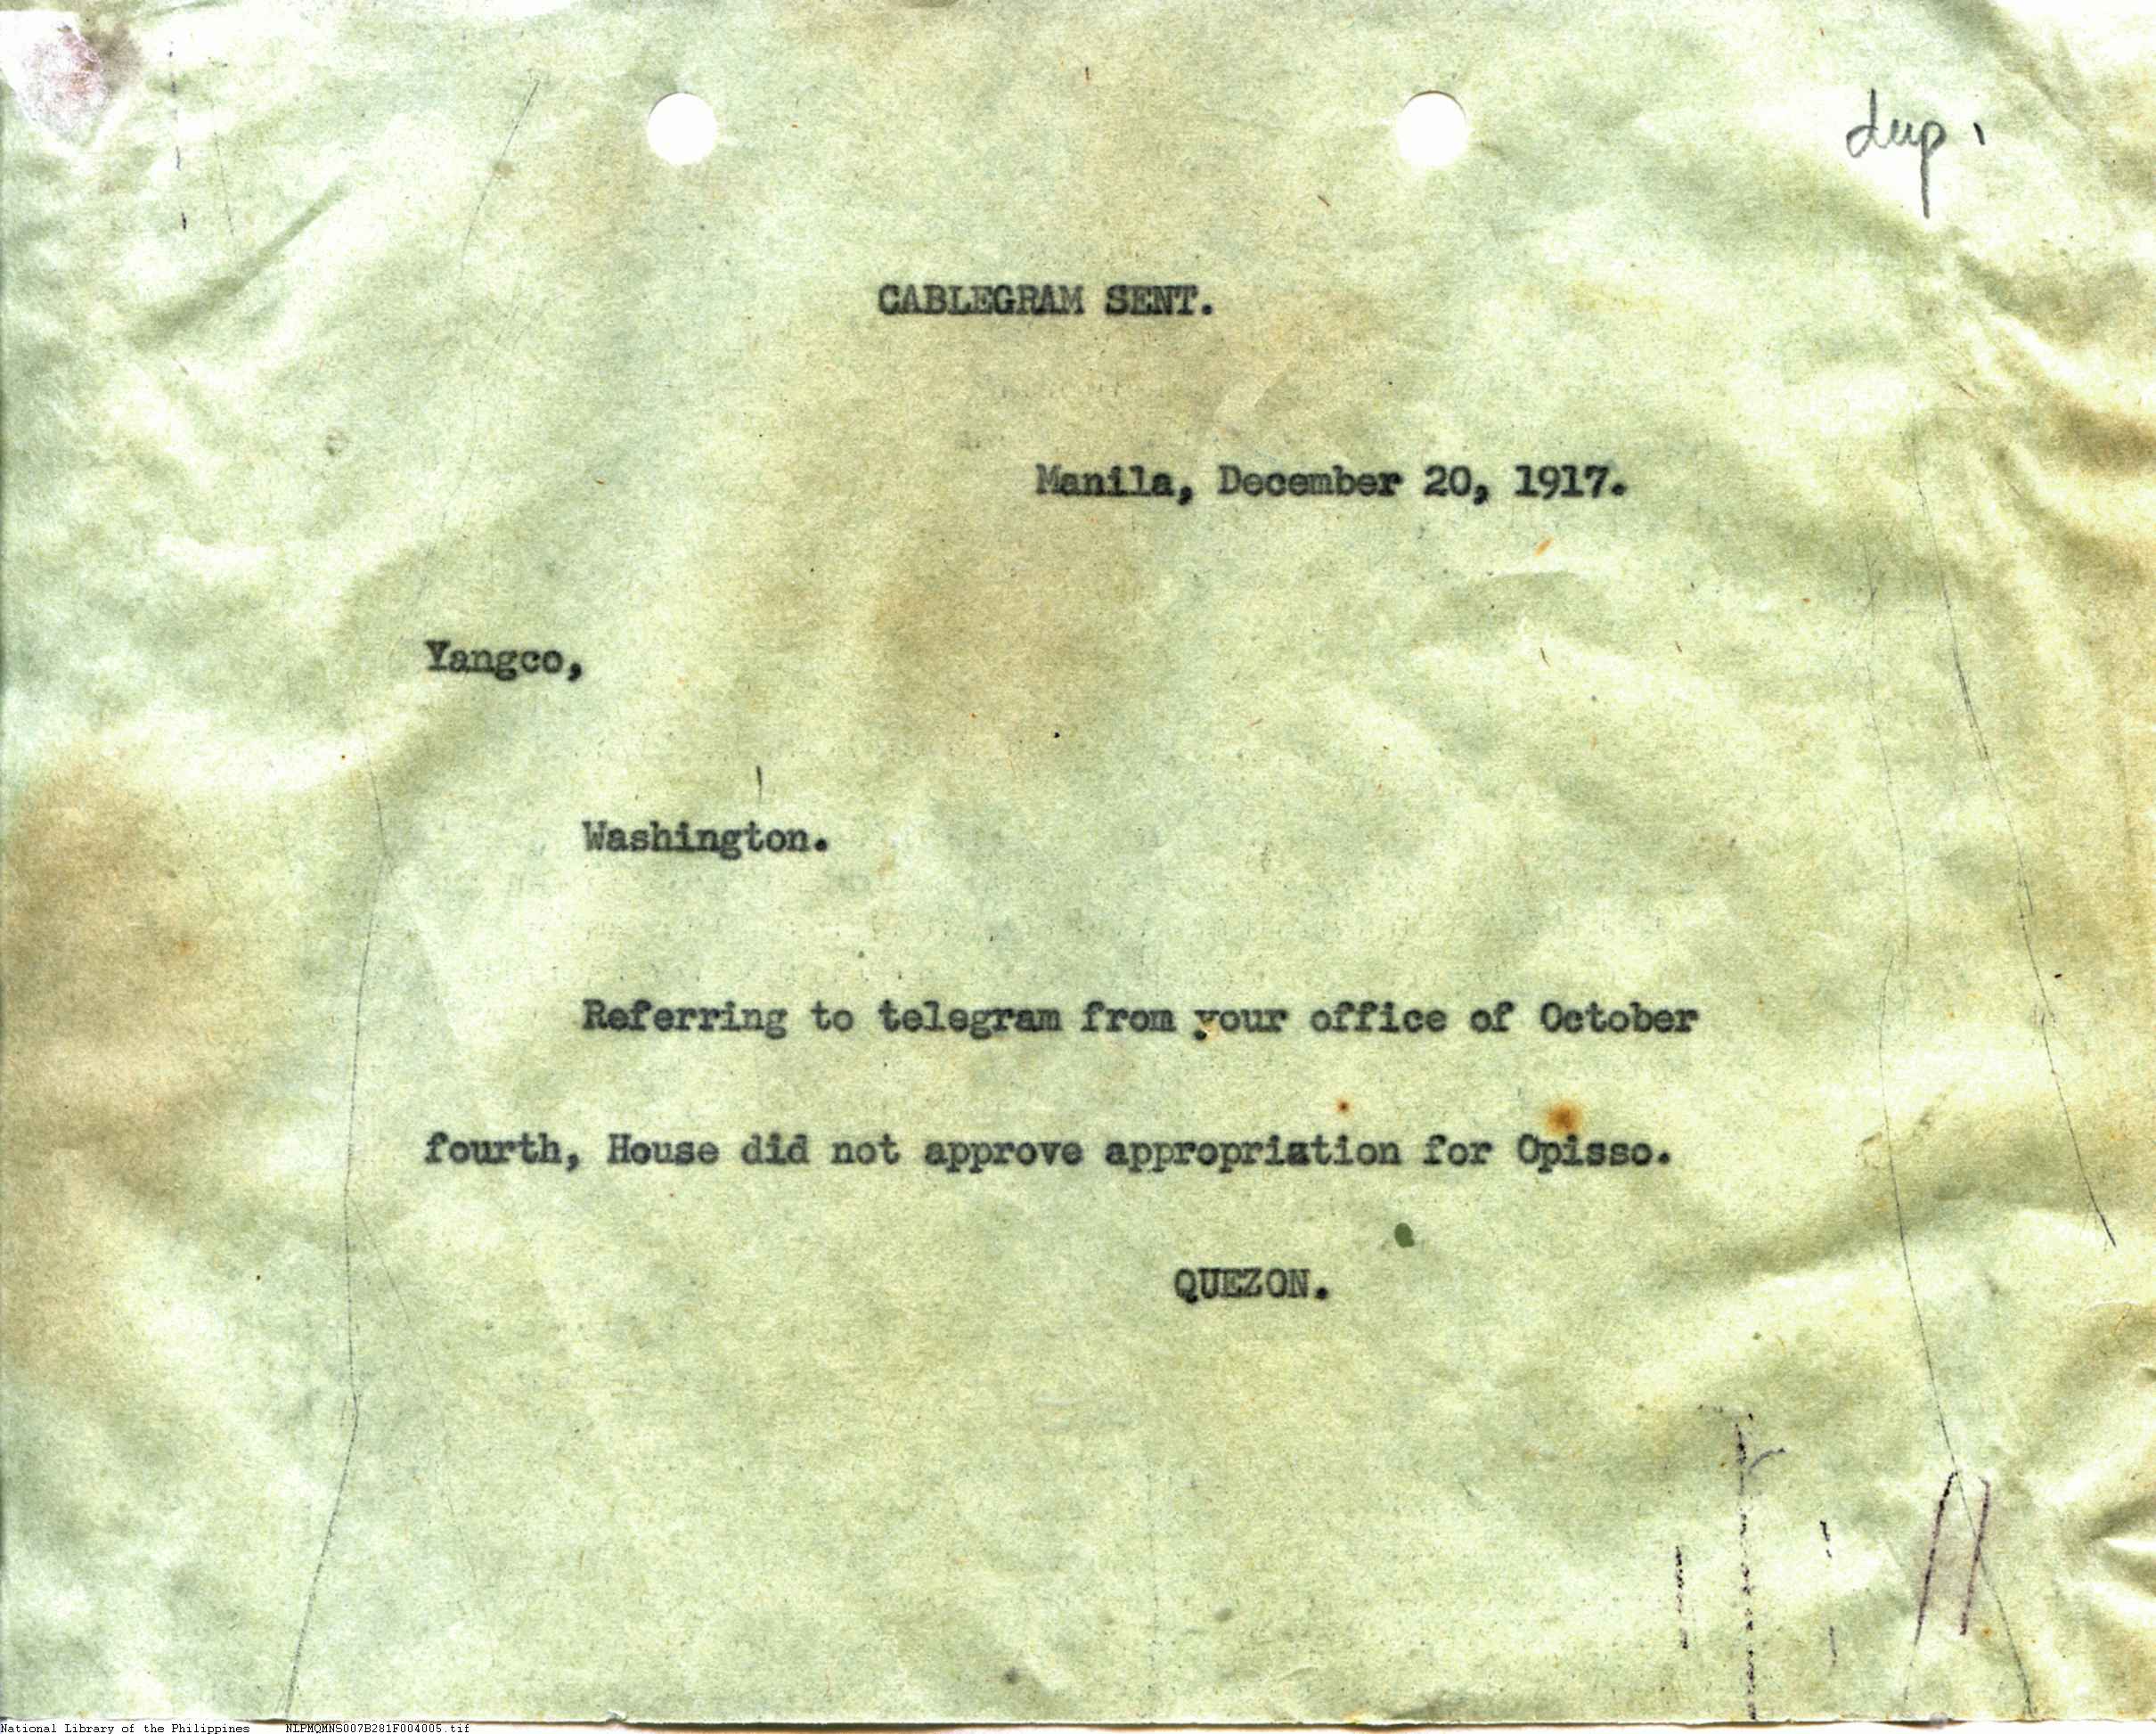 dup.
CABLEGRAM SENT.
Manila, December 20, 1917.
Yangco,
Washington.
Referring to telegram from your office of October
fourth, House did not approve appropriation for Opisso.
QUEZON.
National Library of the Philippines NLPMQMNS007B281F004005.tif